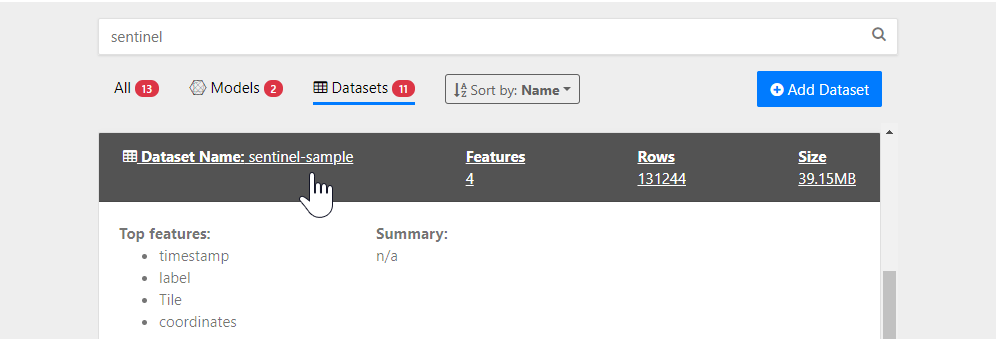 sentinel
All 13 Models 2 Datasets 11 Sort by: Name Add Dataset
Dataset Name: sentinel-sample Features Rows Size
4 131244 39.15MB
Top features: Summary:
timestamp n/a
label
Tile
coordinates